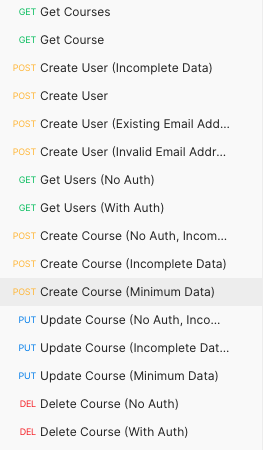 GET Get Courses
GET Get Course
POST Create User (Incomplete Data)
POST Create User
POST Create User (Existing Email Add...
POST Create User (Invalid Email Addr...
GET Get Users (No Auth)
GET Get Users (With Auth)
POST Create Course (No Auth, Incom...
POST Create Course (Incomplete Data)
POST Create Course (Minimum Data)
PUT Update Course (No Auth, Inco...
PUT Update Course (Incomplete Dat...
PUT Update Course (Minimum Data)
DEL Delete Course (No Auth)
DEL Delete Course (With Auth)